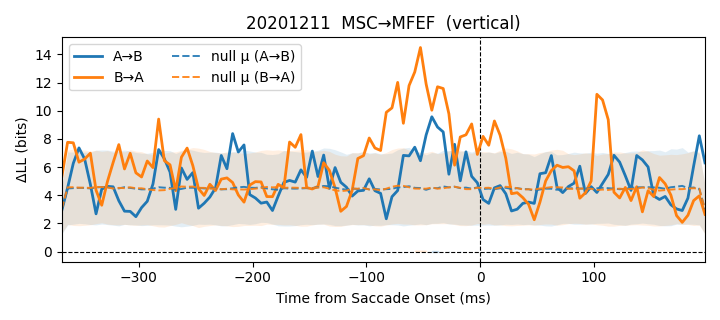 20201211  MSC→MFEF  (vertical)
ΔLL (bits)
14
12
10
8
6
4
2
0
A→B
B→A
null μ (A→B)
null μ (B→A)
−300
−200
−100
0
100
Time from Saccade Onset (ms)